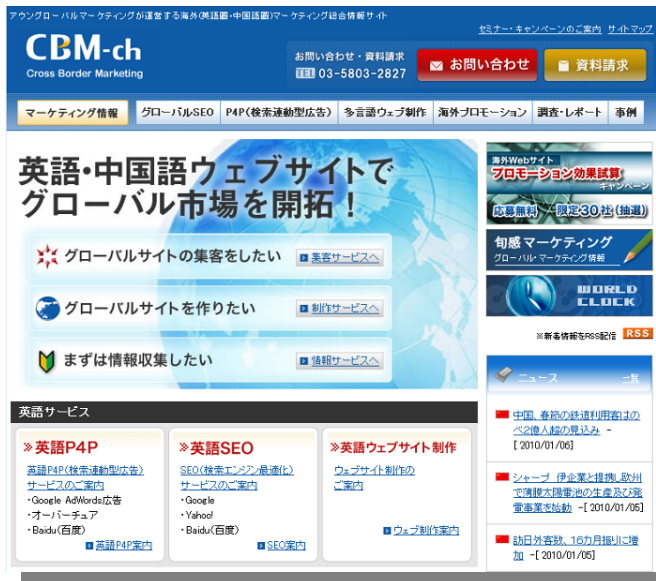 アウングローバルマーケティングが運営する海外(英語圏・中国語圏)マーケティング総合情報サイト
セミナー・キャンペーンのご案内 サイトマップ
CBM-ch
Cross Border Marketing
お問い合わせ・資料請求
TEL 03-5803-2827
お問い合わせ
資料請求
マーケティング情報 グローバルSEO P4P(検索連動型広告) 多言語ウェブ制作 海外プロモーション 調査・レポート 事例
英語・中国語ウェブサイトで
グローバル市場を開拓！
グローバルサイトの集客をしたい 集客サービスへ
グローバルサイトを作りたい 制作サービスへ
まずは情報収集したい 情報サービスへ
海外Webサイト
プロモーション効果試算
キャンペーン
応募無料 限定30社(抽選)
旬感マーケティング
グローバル マーケティング情報
WORLD
CLOCK
※新着情報をRSS配信 RSS
ニュース 一覧
中国、春節の鉄道利用客はの
べ2億人超の見込み -
[2010/01/06]
シャープ 伊企業と提携し欧州
で薄膜太陽電池の生産及び発
電事業を始動 -[2010/01/05]
訪日外客数、16カ月振りに増
加 -[2010/01/05]
英語サービス
英語P4P
英語P4P(検索連動型広告)
サービスのご案内
・Google AdWords広告
・オーバーチュア
・Baidu(百度)
英語P4P案内
英語SEO
SEO(検索エンジン最適化)
サービスのご案内
・Google
・Yahoo!
・Baidu(百度)
SEO案内
英語ウェブサイト制作
ウェブサイト制作の
ご案内
ウェブ制作案内